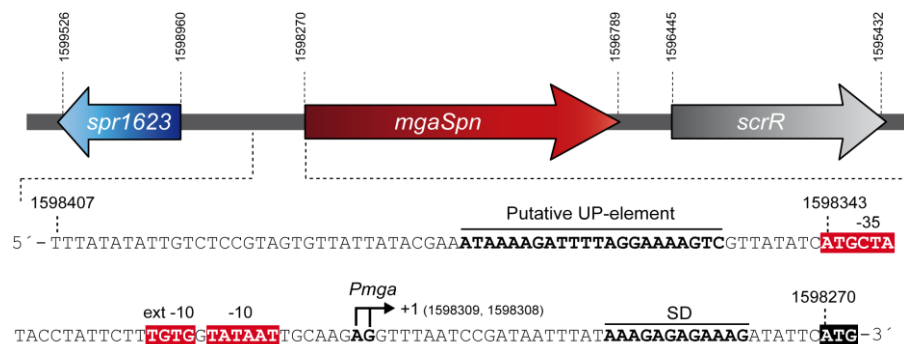 1599526 1598960 1598270 1596789 1596445 1595432
spr1623 mgaSpn scrR
1598407 Putative UP-element 1598343
-35
5´-TTTATATATTGTCTCCGTAGTGTTATTATACGAAATAAAAGATTTTAGGAAAAGTCGTTATATCATGCTA
Pmga 1598270
ext -10 -10 +1 (1598309, 1598308) SD
TACCTATTCTTTGTGGTATAATTGCAAGAGGTTTAATCCGATAATTTATAAAGAGAGAAAGATATTCATG-3´